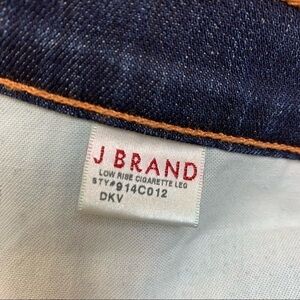 J BRAND
LOW RISE CIGARETTE LEG
STY#914C012
DKV